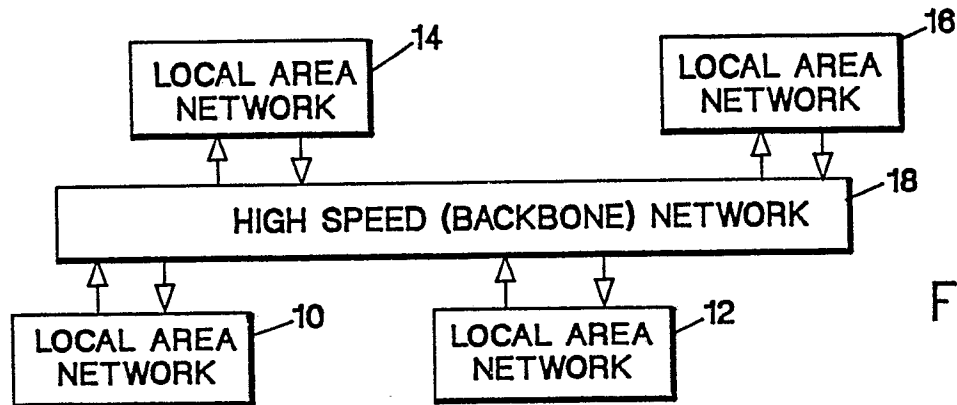 14
LOCAL AREA
NETWORK
16
LOCAL AREA
NETWORK
18
HIGH SPEED (BACKBONE) NETWORK
10
LOCAL AREA
NETWORK
12
LOCAL AREA
NETWORK
F